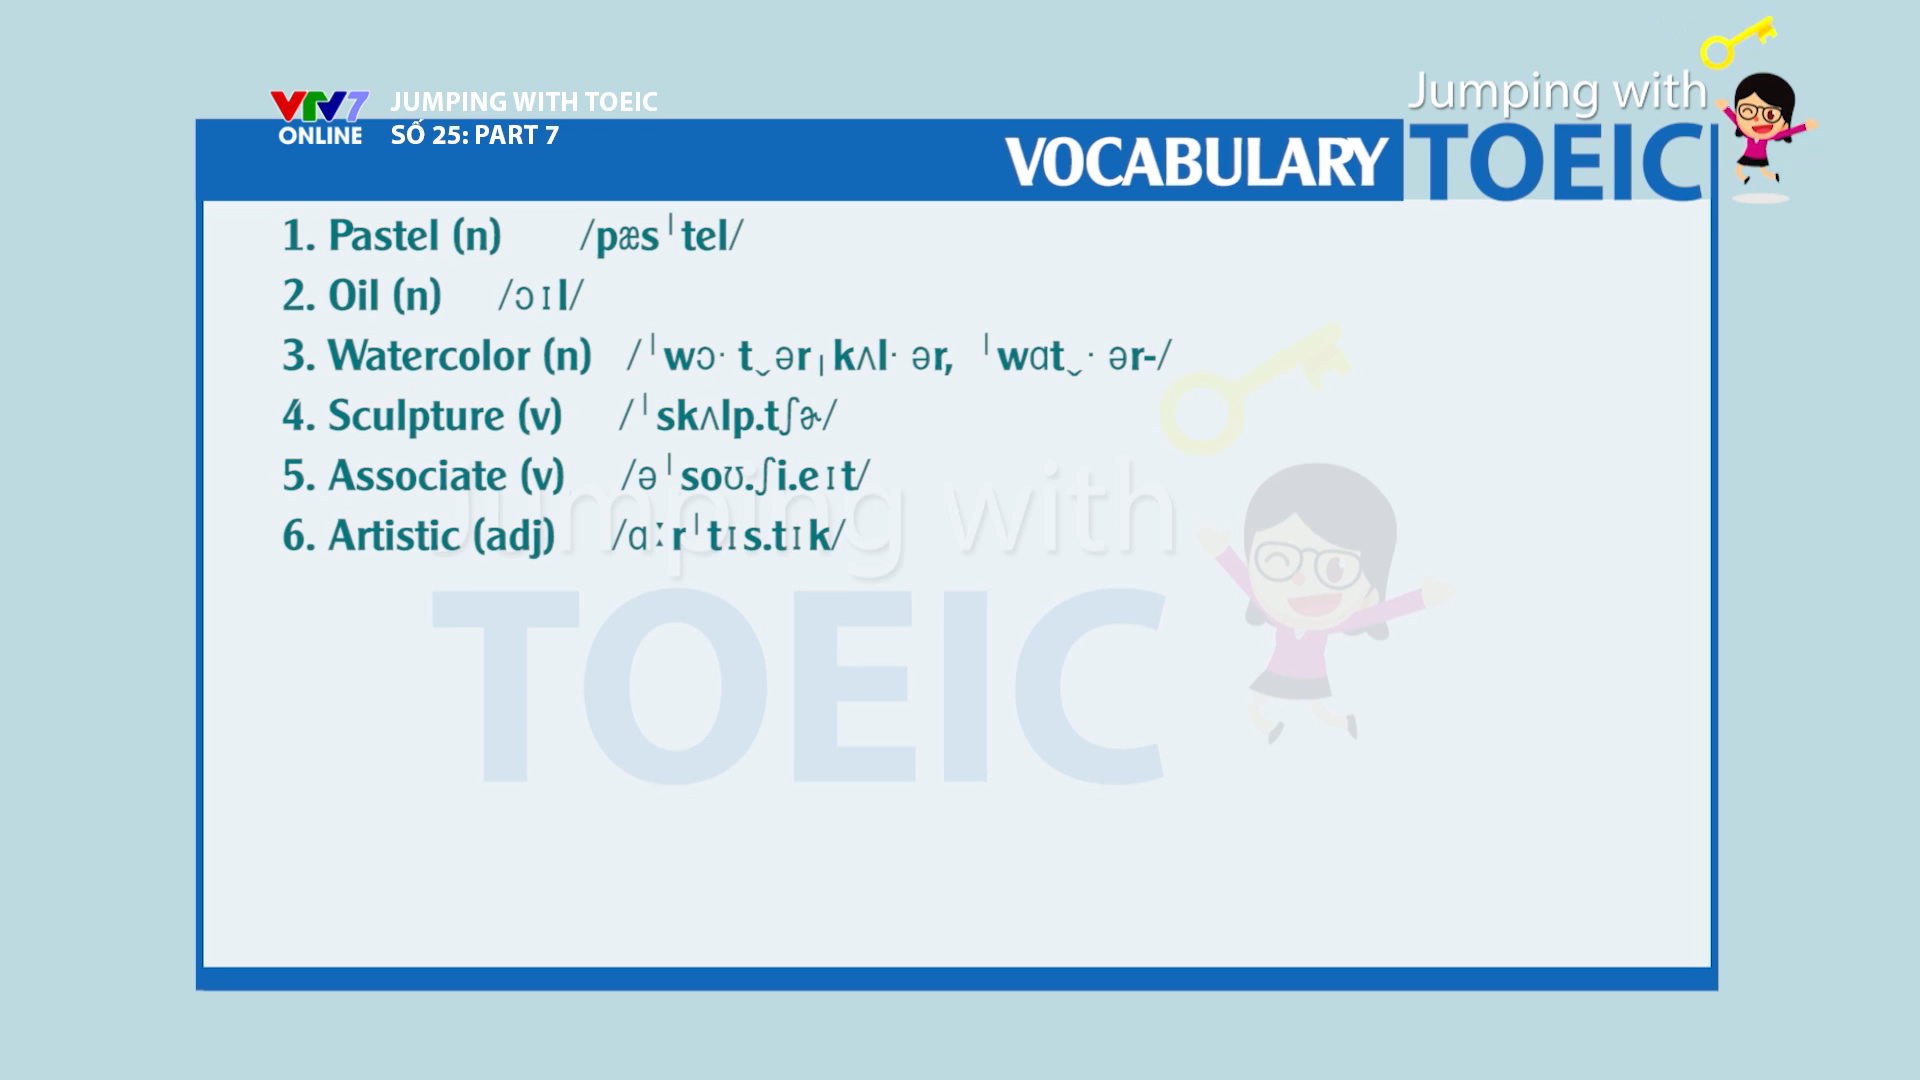 VTV7
ONLINE
JUMPING WITH TOEIC
SỐ 25: PART 7
VOCABULARY
Jumping with
TOEIC
1. Pastel (n) /pæsˈtel/
2. Oil (n) /ɔɪl/
3. Watercolor (n) /ˈwɔ· t̬ərˌkʌl· ər, ˈwɑt̬· ər-/
4. Sculpture (v) /ˈskʌlp.tʃɚ/
5. Associate (v) /əˈsoʊ.ʃi.eɪt/
6. Artistic (adj) /ɑːrˈtɪs.tɪk/
Jumping with
TOEIC